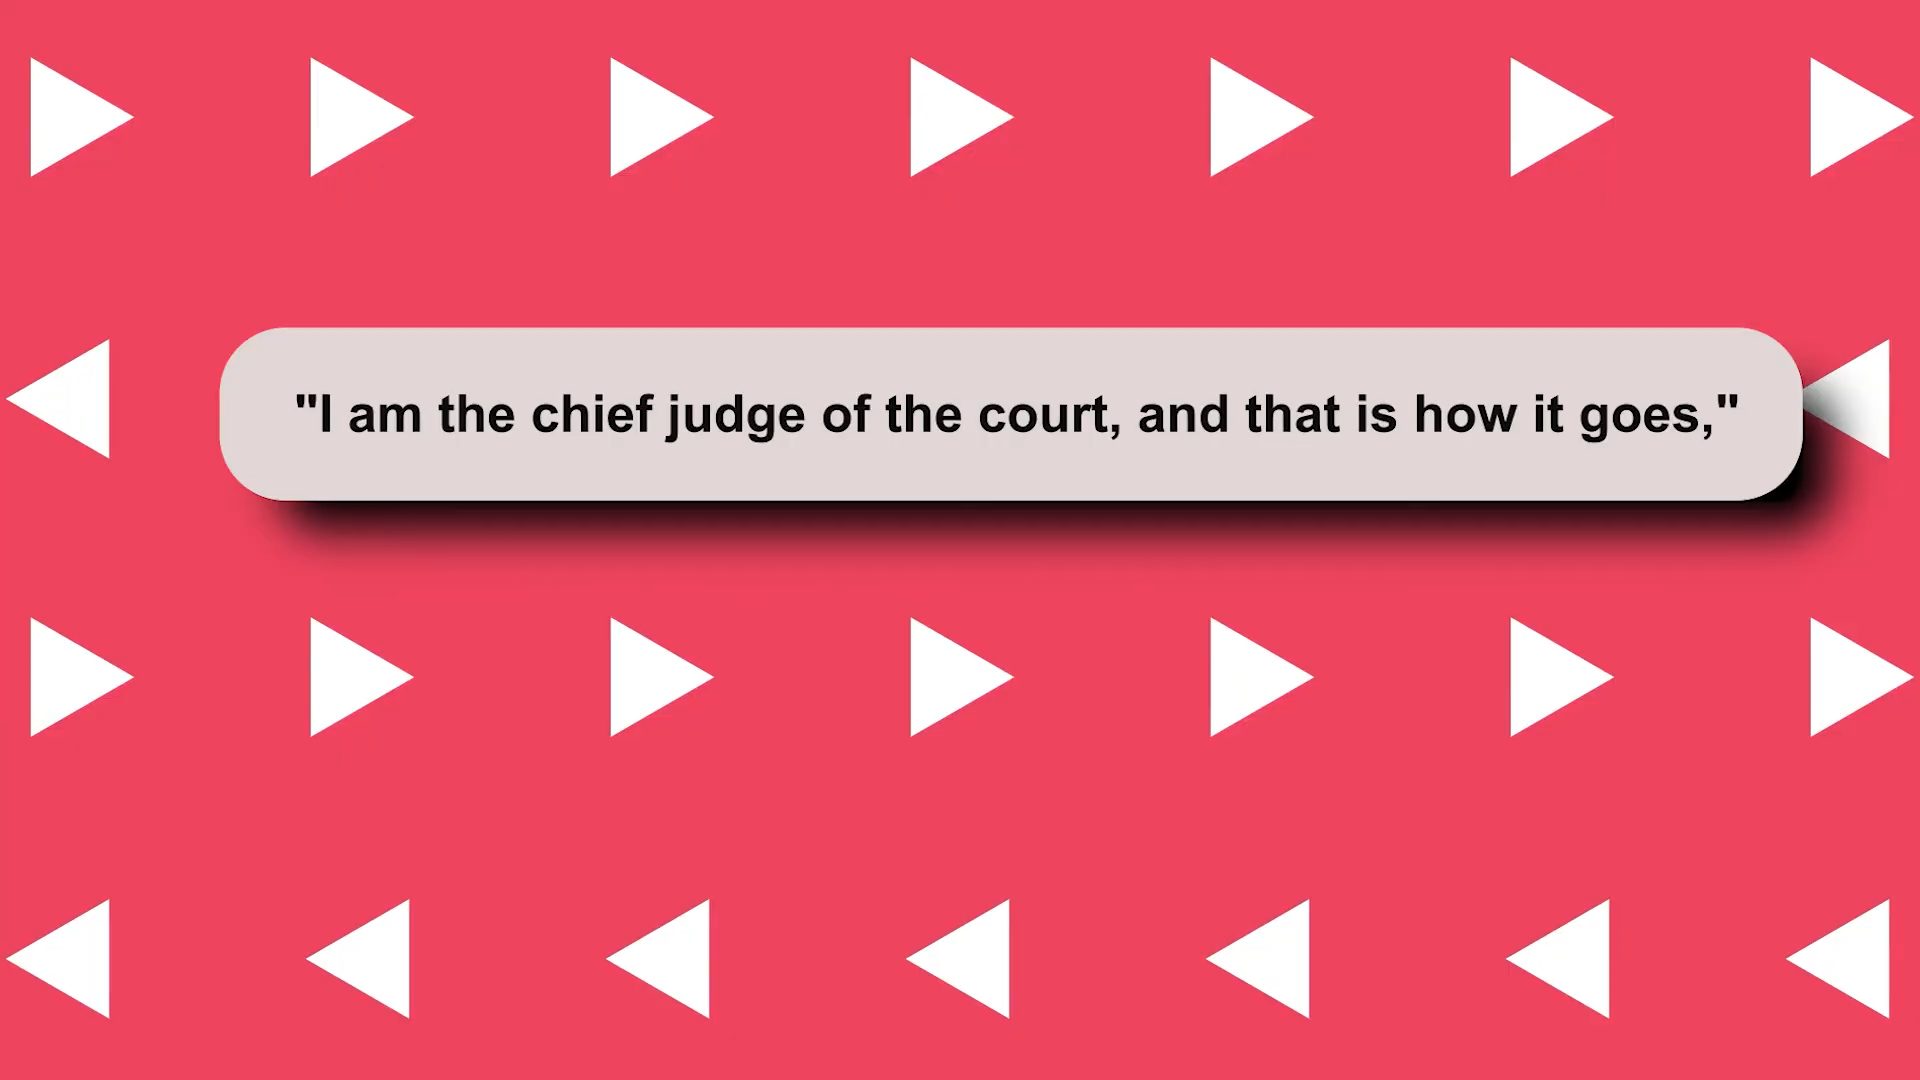 "I am the chief judge of the court, and that is how it goes,"